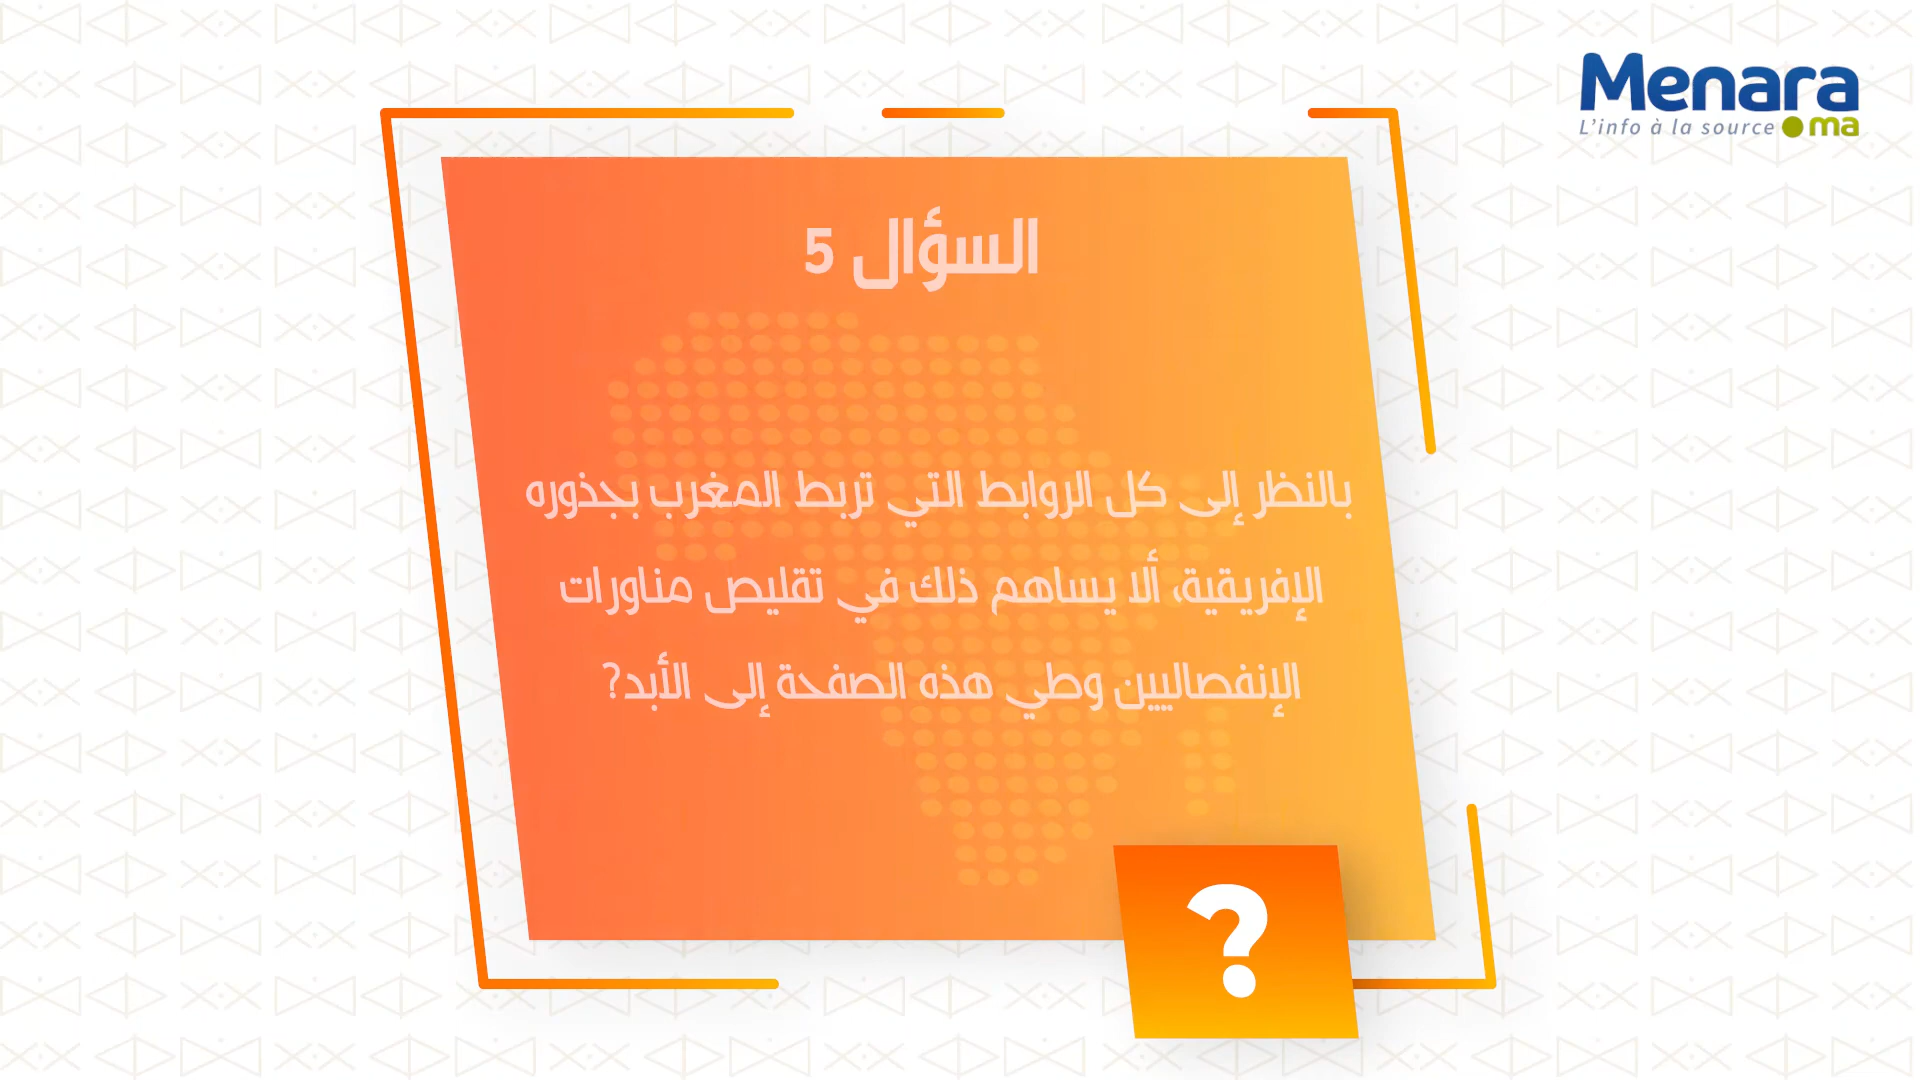 Menara
L'info à la source .ma
السؤال 5
بالنظر إلى كل الروابط التي تربط المغرب بجذوره
الإفريقية، ألا يساهم ذلك في تقليص مناورات
الإنفصاليين وطي هذه الصفحة إلى الأبد?
?